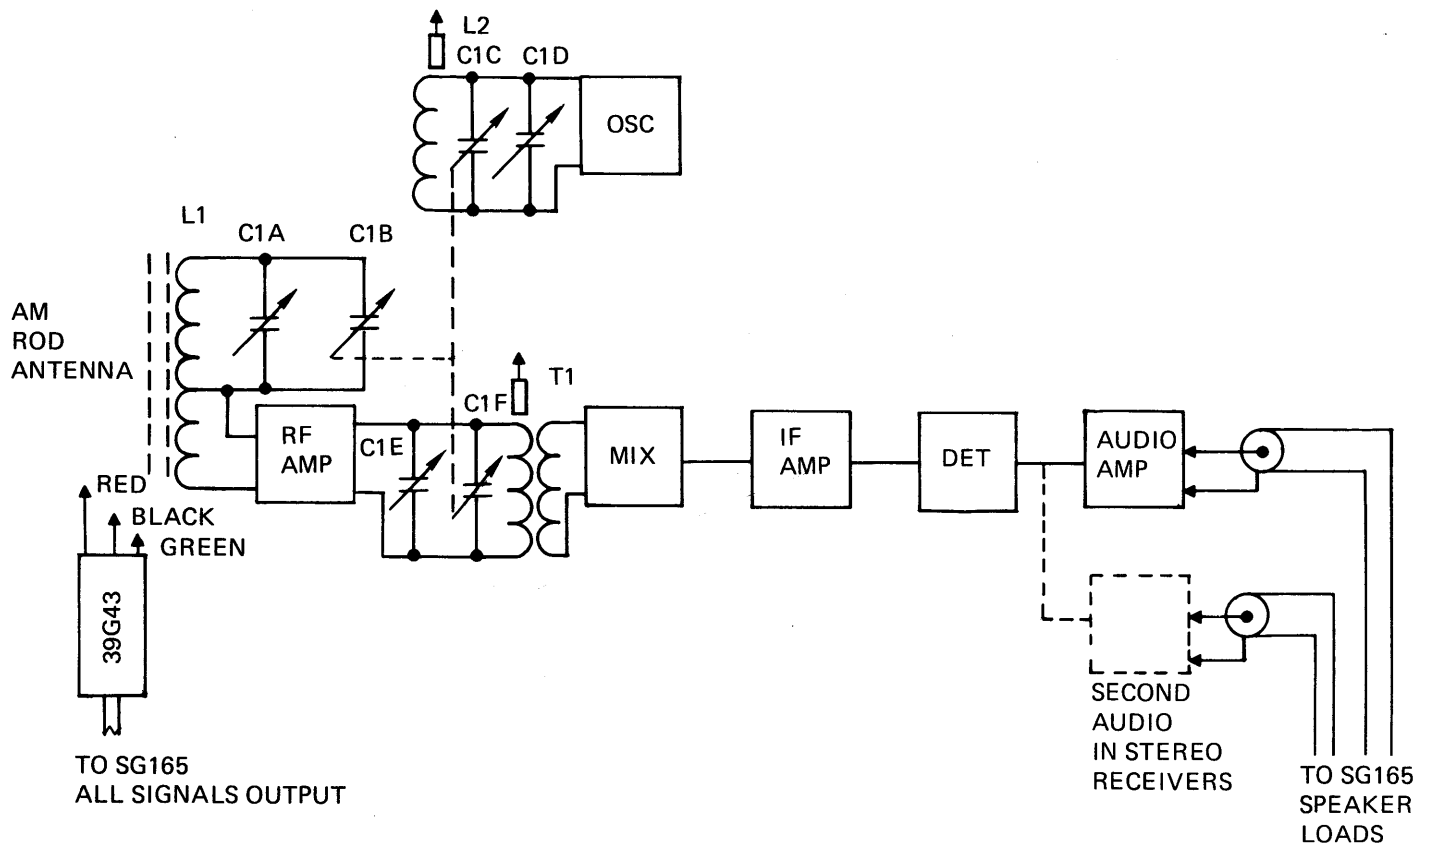 L2
C1C
C1D
OSC
L1
C1A
C1B
AM
ROD
ANTENNA
T1
C1F
C1E
RF
AMP
MIX
IF
AMP
DET
AUDIO
AMP
RED
BLACK
GREEN
39G43
TO SG165
ALL SIGNALS OUTPUT
SECOND
AUDIO
IN STEREO
RECEIVERS
TO SG165
SPEAKER
LOADS